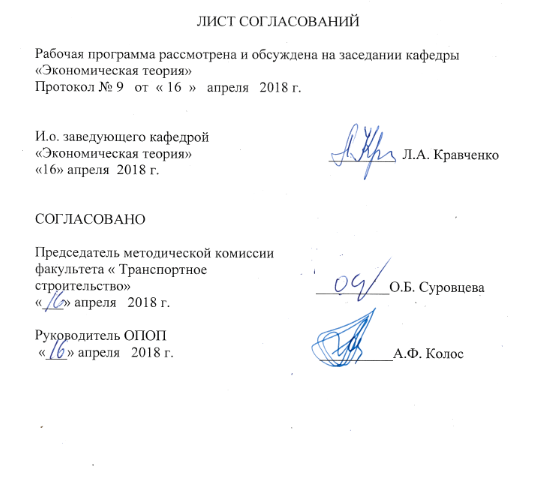 ЛИСТ СОГЛАСОВАНИЙ
Рабочая программа рассмотрена и обсуждена на заседании кафедры
«Экономическая теория»
Протокол № 9 от « 16 » апреля 2018 г.
И.о. заведующего кафедрой
«Экономическая теория» Л.А. Кравченко
«16» апреля 2018 г.
СОГЛАСОВАНО
Председатель методической комиссии
факультета « Транспортное
строительство» О.Б. Суровцева
«16» апреля 2018 г.
Руководитель ОПОП
«16» апреля 2018 г. А.Ф. Колос